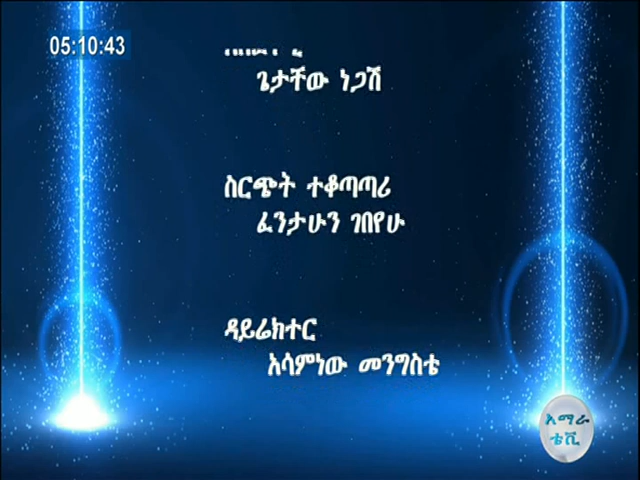 05:10:43
ጌታቸው ነጋሽ
ስርጭት ተቆጣጣሪ
ፈንታሁን ገበየሁ
ዳይሬክተር
አሳምነው መንግስቴ
አማራ
ቴቪ